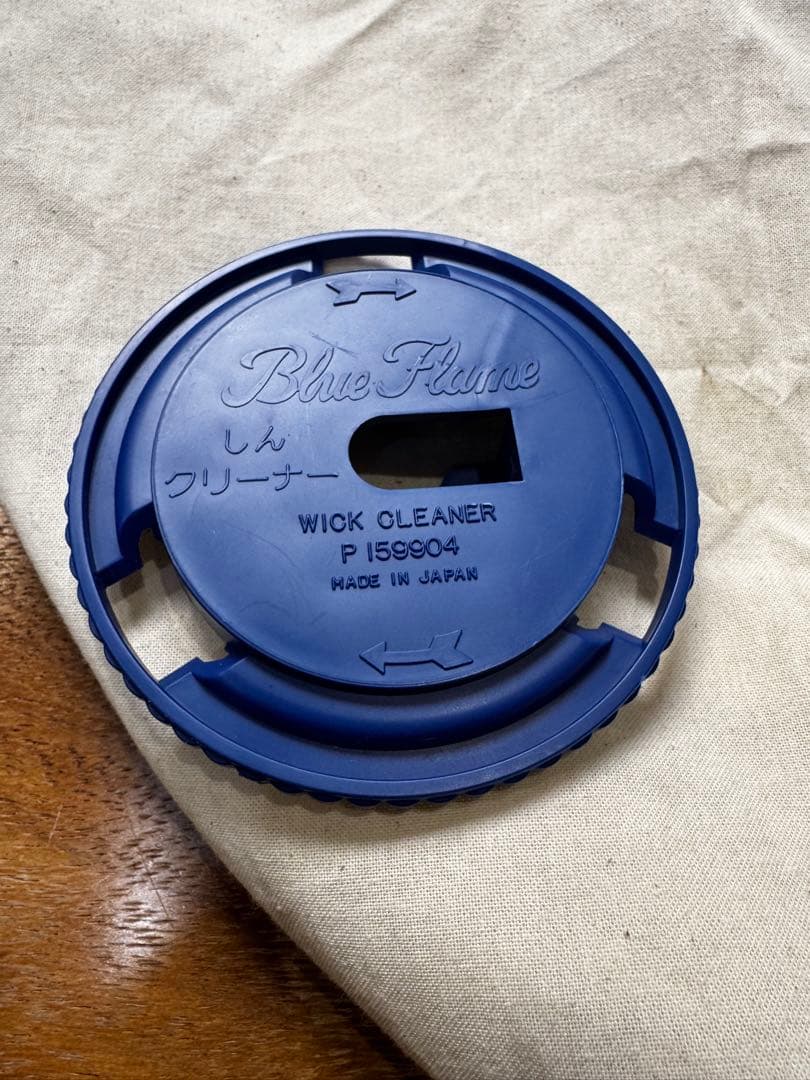 Blue Flame
しん
クリーナー
WICK CLEANER
P 159904
MADE IN JAPAN